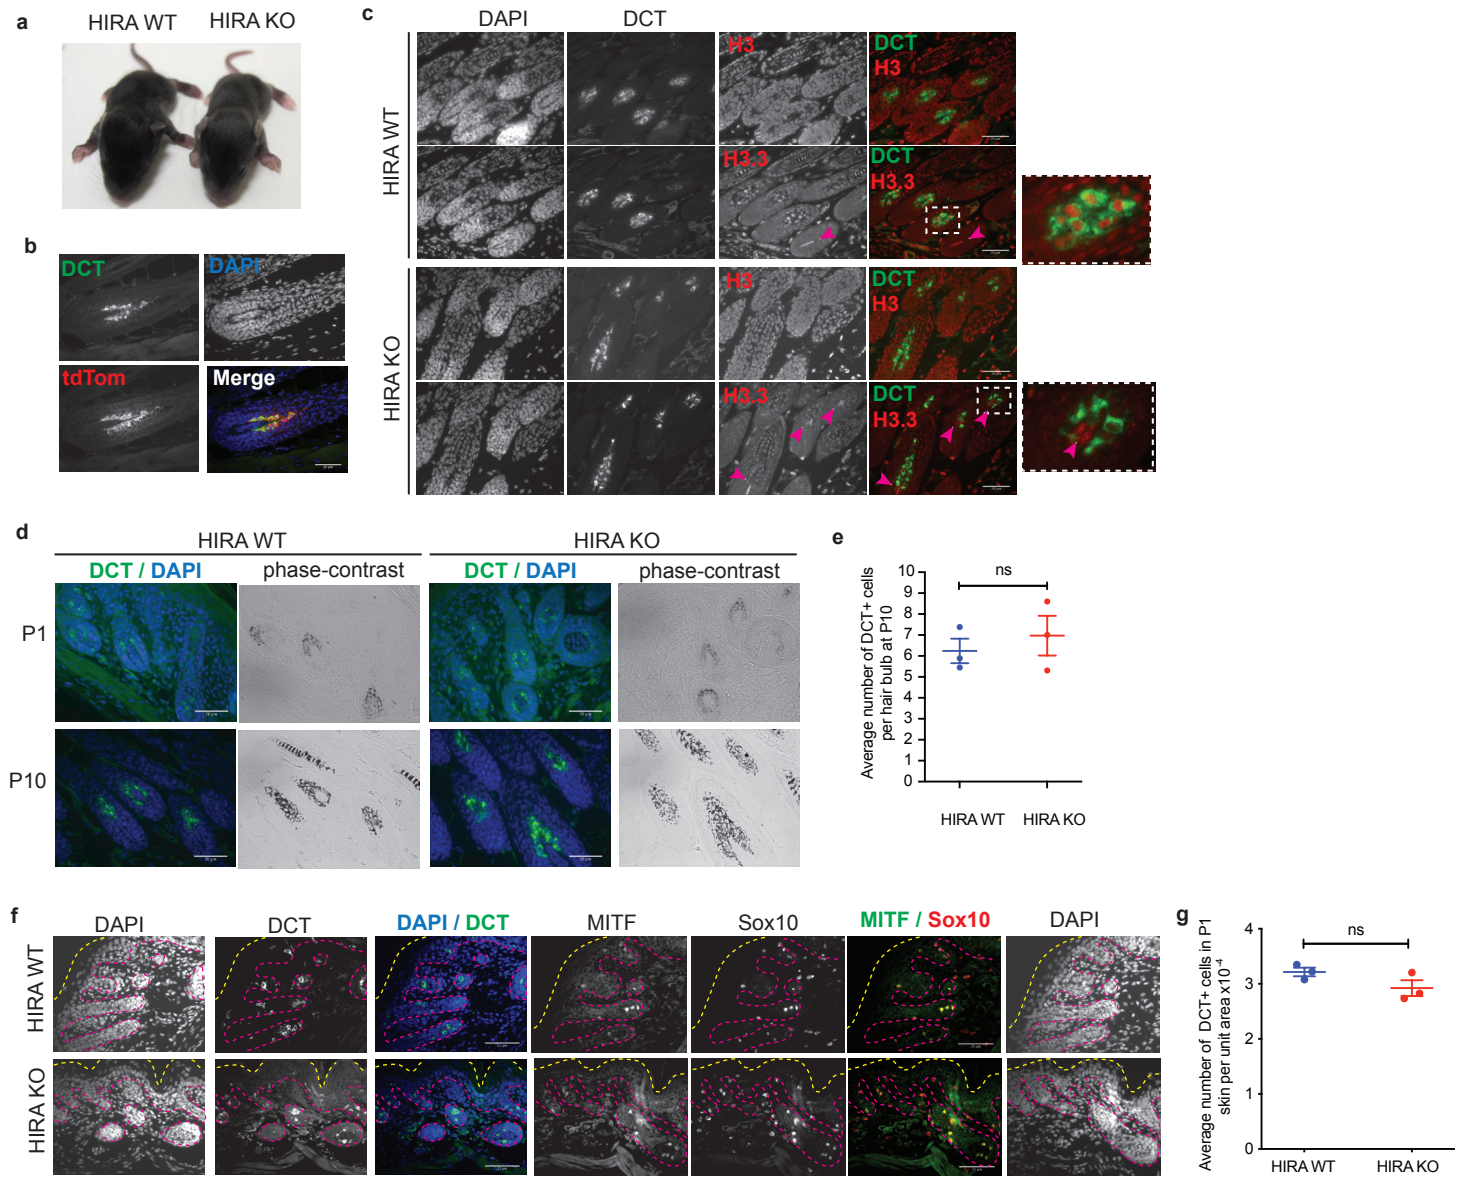 a
HIRA WT
HIRA KO
b
DCT
DAPI
tdTom
Merge
c
DAPI
DCT
HIRA WT
H3
DCT
H3
H3.3
DCT
H3.3
HIRA KO
H3
DCT
H3
H3.3
DCT
H3.3
d
HIRA WT
HIRA KO
DCT / DAPI
phase-contrast
DCT / DAPI
phase-contrast
P1
P10
e
Average number of DCT+ cells
per hair bulb at P10
10
9
8
7
6
5
4
3
2
1
0
ns
HIRA WT
HIRA KO
f
DAPI
DCT
DAPI / DCT
MITF
Sox10
MITF / Sox10
DAPI
HIRA WT
HIRA KO
g
Average number of DCT+ cells in P1
skin per unit area x10-4
4
3
2
1
0
ns
HIRA WT
HIRA KO